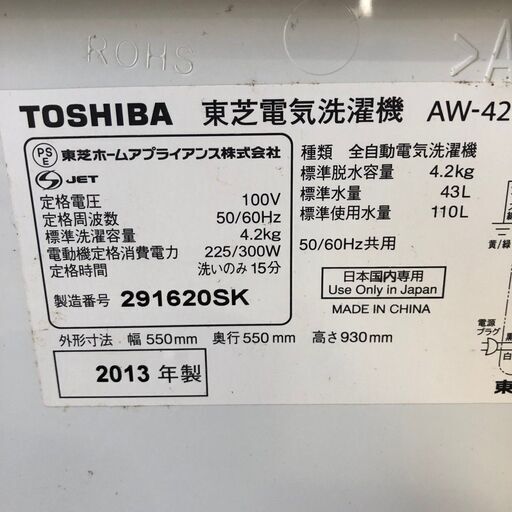 ROHS
>A
TOSHIBA 東芝電気洗濯機 AW-42
PSE 東芝ホームアプライアンス株式会社
S JET
定格電圧 100V
定格周波数 50/60Hz
標準洗濯容量 4.2kg
電動機定格消費電力 225/300W
定格時間 洗いのみ15分
製造番号 291620SK
種類 全自動電気洗濯機
標準脱水容量 4.2kg
標準水量 43L
標準使用水量 110L
50/60Hz共用
日本国内専用
Use Only in Japan
MADE IN CHINA
外形寸法 幅 550mm 奥行 550mm 高さ 930mm
2013 年製
黄/緑
電源
プラグ
黒
白
東